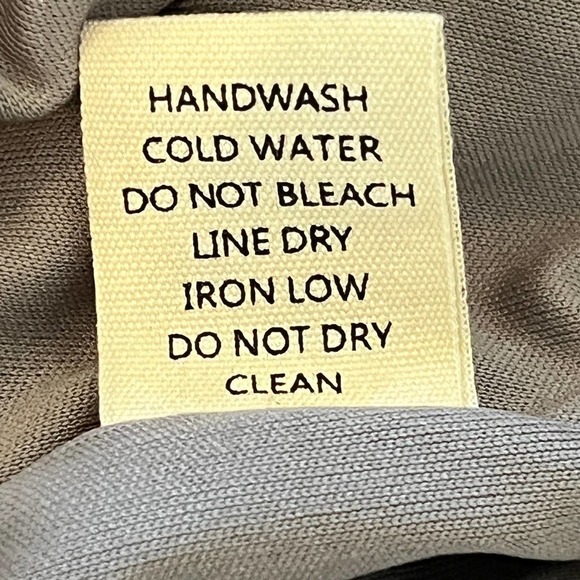 HANDWASH
COLD WATER
DO NOT BLEACH
LINE DRY
IRON LOW
DO NOT DRY
CLEAN